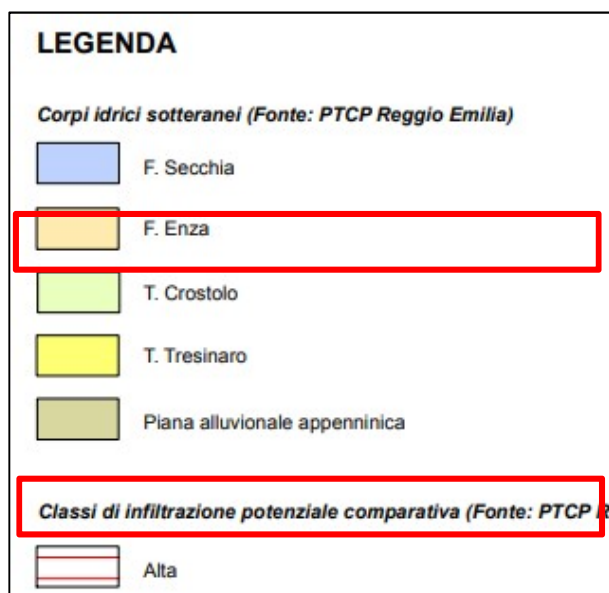 LEGENDA
Corpi idrici sotteranei (Fonte: PTCP Reggio Emilia)
F. Secchia
F. Enza
T. Crostolo
T. Tresinaro
Piana alluvionale appenninica
Classi di infiltrazione potenziale comparativa (Fonte: PTCP
Alta